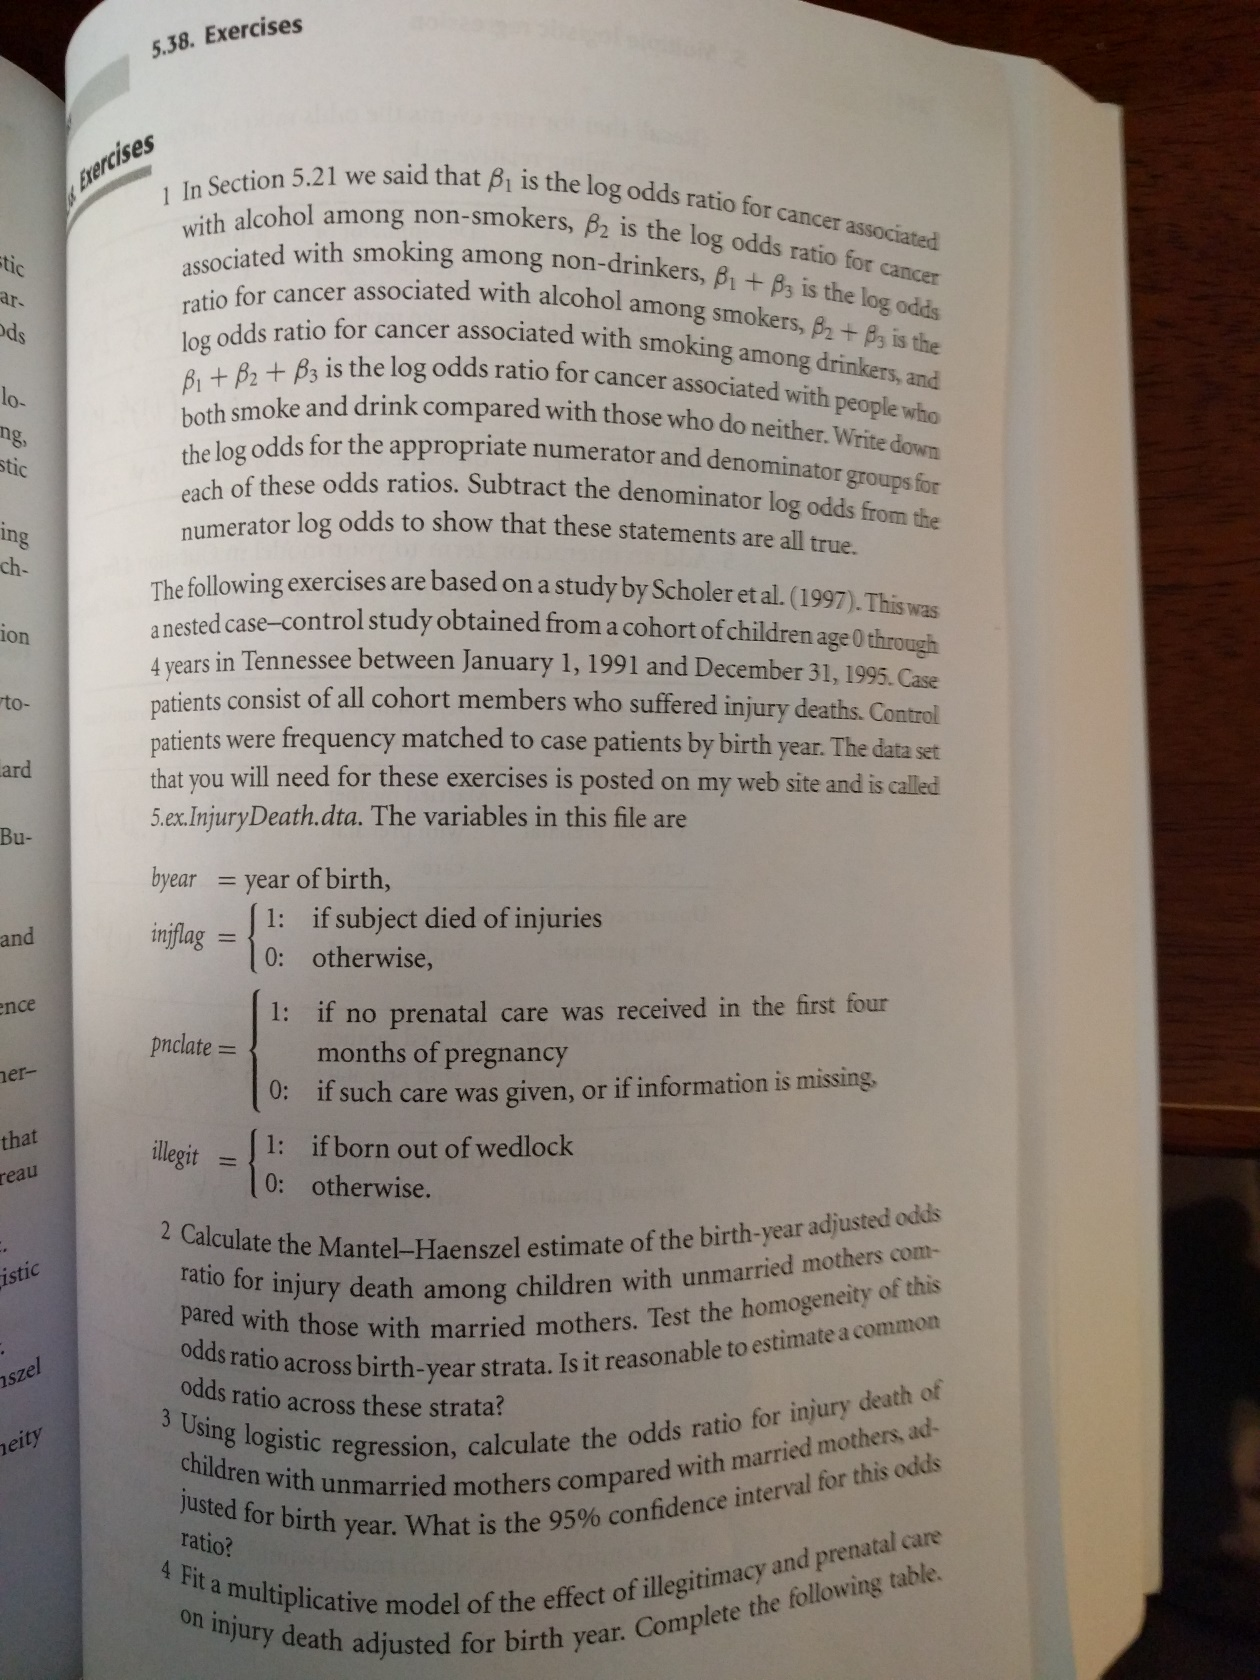 5.38. Exercises
Exercises
stic
ar-
lo-
ng,
stic
ing
ch-
ion
ard
Bu-
and
ence
that
reau
istic
nszel
neity
1 In Section 5.21 we said that β₁ is the log odds ratio for cancer associated
with alcohol among non-smokers, β₂ is the log odds ratio for cancer
associated with smoking among non-drinkers, β₁ + β₃ is the log odds
ratio for cancer associated with alcohol among smokers, β₂ + β₃ is the
log odds ratio for cancer associated with smoking among drinkers, and
β₁ + β₂ + β₃ is the log odds ratio for cancer associated with people who
both smoke and drink compared with those who do neither. Write down
the log odds for the appropriate numerator and denominator groups for
each of these odds ratios. Subtract the denominator log odds from the
numerator log odds to show that these statements are all true.
The following exercises are based on a study by Scholer et al. (1997). This was
a nested case–control study obtained from a cohort of children age 0 through
4 years in Tennessee between January 1, 1991 and December 31, 1995. Case
patients consist of all cohort members who suffered injury deaths. Control
patients were frequency matched to case patients by birth year. The data set
that you will need for these exercises is posted on my web site and is called
5.ex.InjuryDeath.dta. The variables in this file are
byear = year of birth,
injflag = { 1: if subject died of injuries
0: otherwise,
pnclate = { 1: if no prenatal care was received in the first four
months of pregnancy
0: if such care was given, or if information is missing,
illegit = { 1: if born out of wedlock
0: otherwise.
2 Calculate the Mantel–Haenszel estimate of the birth-year adjusted odds
ratio for injury death among children with unmarried mothers com-
pared with those with married mothers. Test the homogeneity of this
odds ratio across birth-year strata. Is it reasonable to estimate a common
odds ratio across these strata?
3 Using logistic regression, calculate the odds ratio for injury death of
children with unmarried mothers compared with married mothers, ad-
justed for birth year. What is the 95% confidence interval for this odds
ratio?
4 Fit a multiplicative model of the effect of illegitimacy and prenatal care
on injury death adjusted for birth year. Complete the following table.